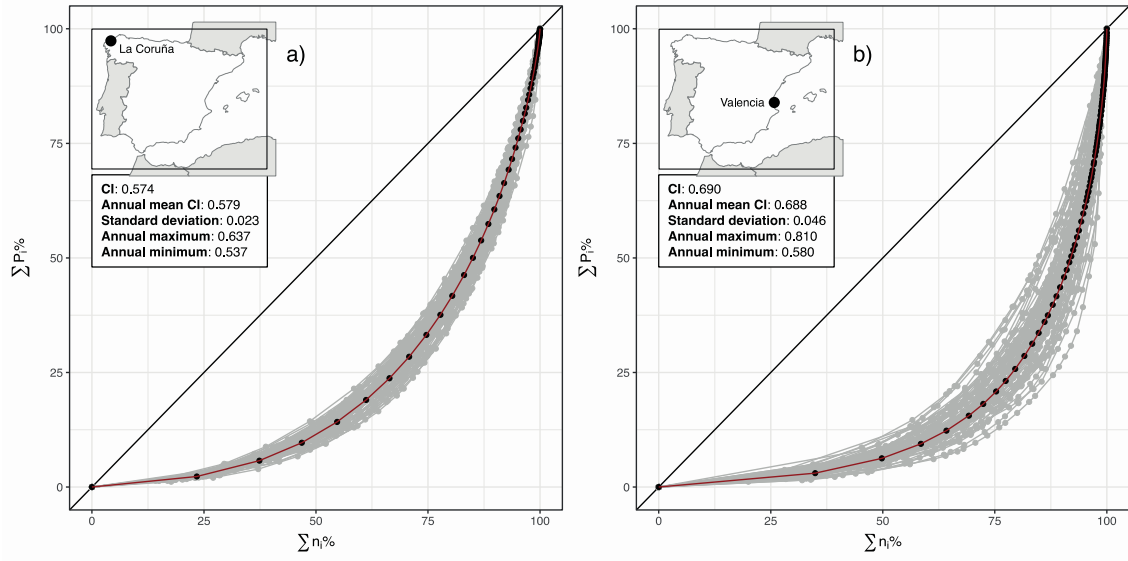 La Coruña
a)
CI: 0.574
Annual mean CI: 0.579
Standard deviation: 0.023
Annual maximum: 0.637
Annual minimum: 0.537
100
75
50
25
0
∑ Pᵢ%
0 25 50 75 100
∑ nᵢ%
Valencia
b)
CI: 0.690
Annual mean CI: 0.688
Standard deviation: 0.046
Annual maximum: 0.810
Annual minimum: 0.580
100
75
50
25
0
∑ Pᵢ%
0 25 50 75 100
∑ nᵢ%